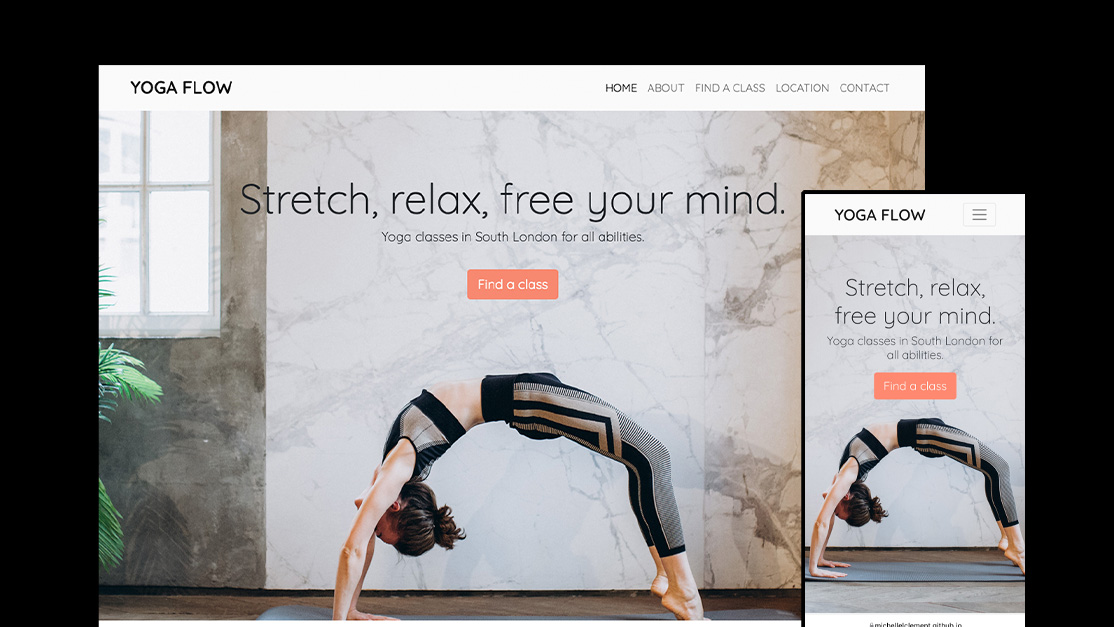 YOGA FLOW
HOME ABOUT FIND A CLASS LOCATION CONTACT
Stretch, relax, free your mind.
Yoga classes in South London for all abilities.
Find a class
YOGA FLOW
Stretch, relax,
free your mind.
Yoga classes in South London for
all abilities.
Find a class
michellelclement.github.io